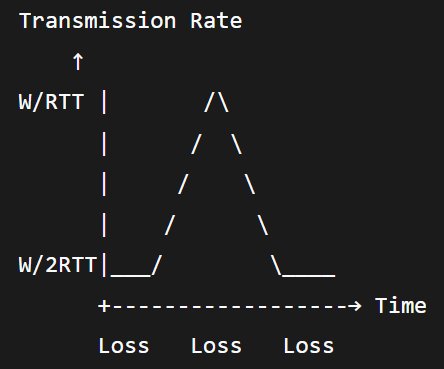 Transmission Rate
↑
W/RTT |       /\
|      /  \
|     /    \
|    /      \
W/2RTT|___/        \____
+------------------→ Time
Loss   Loss   Loss